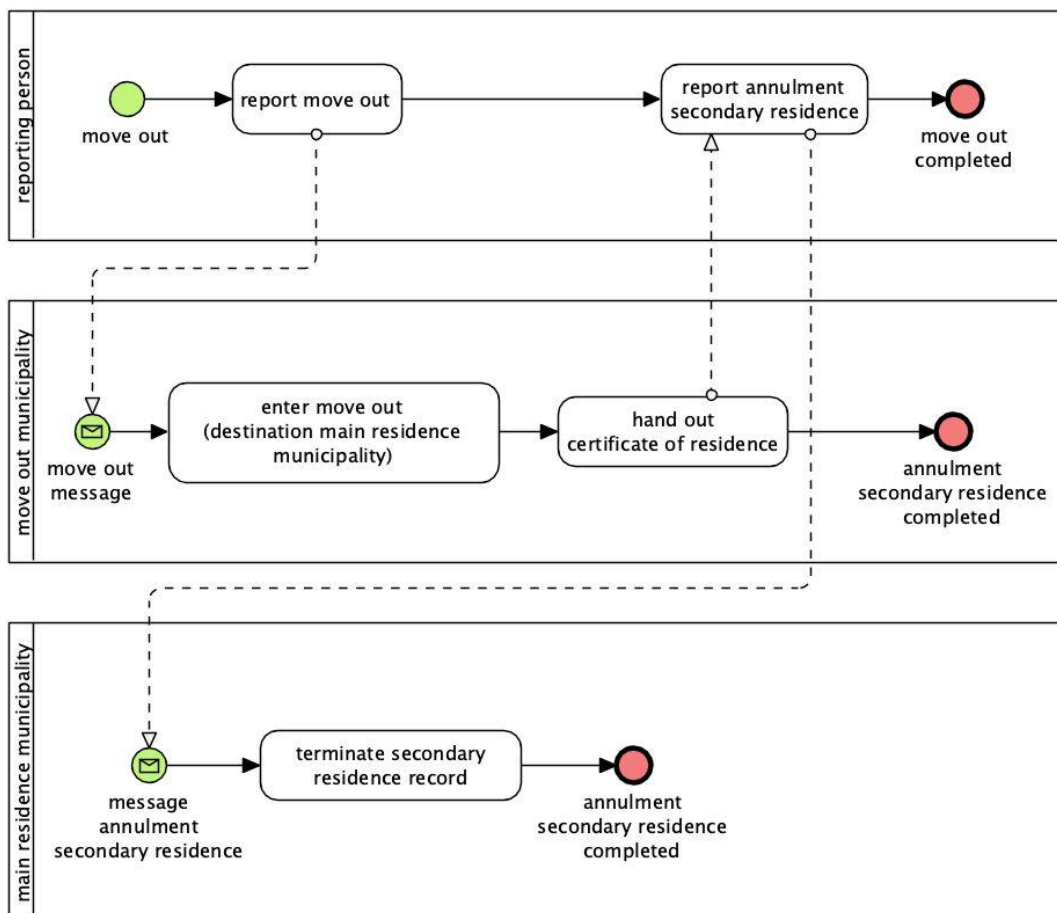 reporting person
move out
report move out
report annulment
secondary residence
move out
completed
move out municipality
move out
message
enter move out
(destination main residence
municipality)
hand out
certificate of residence
annulment
secondary residence
completed
main residence municipality
message
annulment
secondary residence
terminate secondary
residence record
annulment
secondary residence
completed